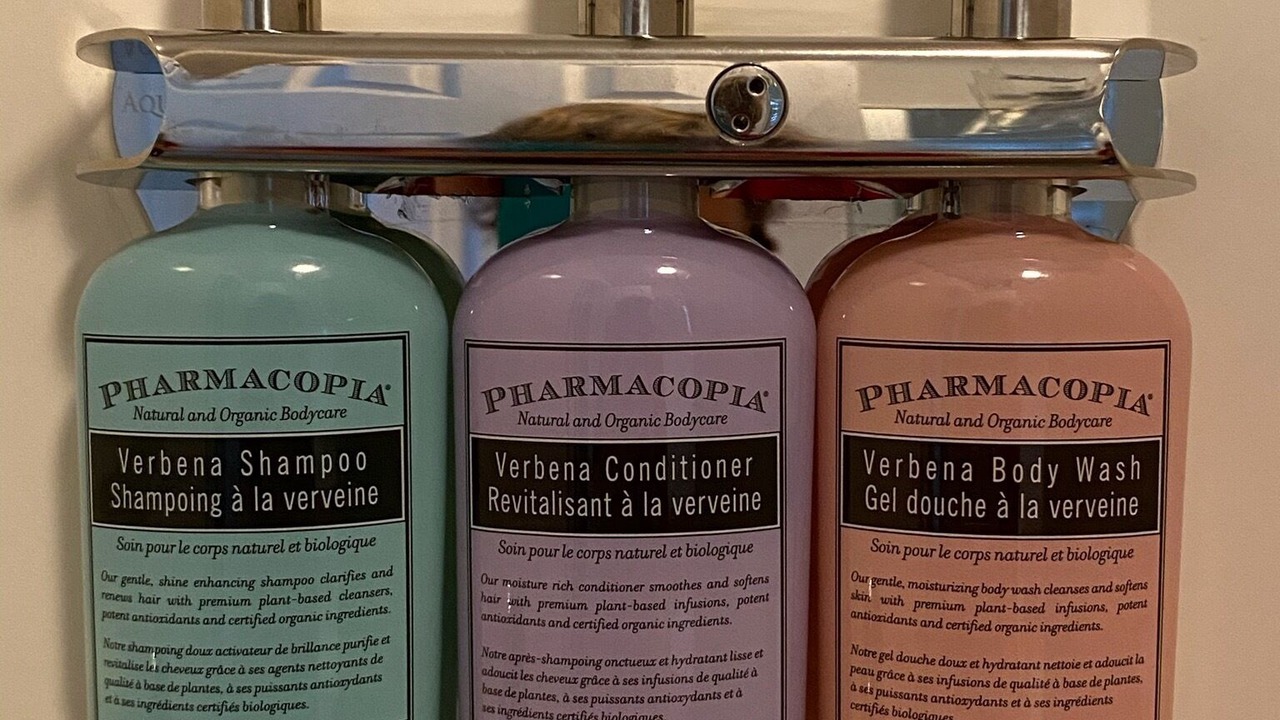 AQU
PHARMACOPIA®
Natural and Organic Bodycare
Verbena Shampoo
Shampoing à la verveine
Soin pour le corps naturel et biologique
Our gentle, shine enhancing shampoo clarifies and
renews hair with premium plant-based cleansers,
potent antioxidants and certified organic ingredients.
Notre shampoing doux activateur de brillance purifie et
revitalise les cheveux grâce à ses agents nettoyants de
qualité à base de plantes, à ses puissants antioxydants
et à ses ingrédients certifiés biologiques.
PHARMACOPIA®
Natural and Organic Bodycare
Verbena Conditioner
Revitalisant à la verveine
Soin pour le corps naturel et biologique
Our moisture rich conditioner smoothes and softens
hair with premium plant-based infusions, potent
antioxidants and certified organic ingredients.
Notre après-shampoing onctueux et hydratant lisse et
adoucit les cheveux grâce à ses infusions de qualité à
base de plantes, à ses puissants antioxydants et à
ses ingrédients certifiés biologiques.
PHARMACOPIA®
Natural and Organic Bodycare
Verbena Body Wash
Gel douche à la verveine
Soin pour le corps naturel et biologique
Our gentle, moisturizing body wash cleanses and softens
skin with premium plant-based infusions, potent
antioxidants and certified organic ingredients.
Notre gel douche doux et hydratant nettoie et adoucit la
peau grâce à ses infusions de qualité à base de plantes,
à ses puissants antioxydants et à ses ingrédients
certifiés biologiques.